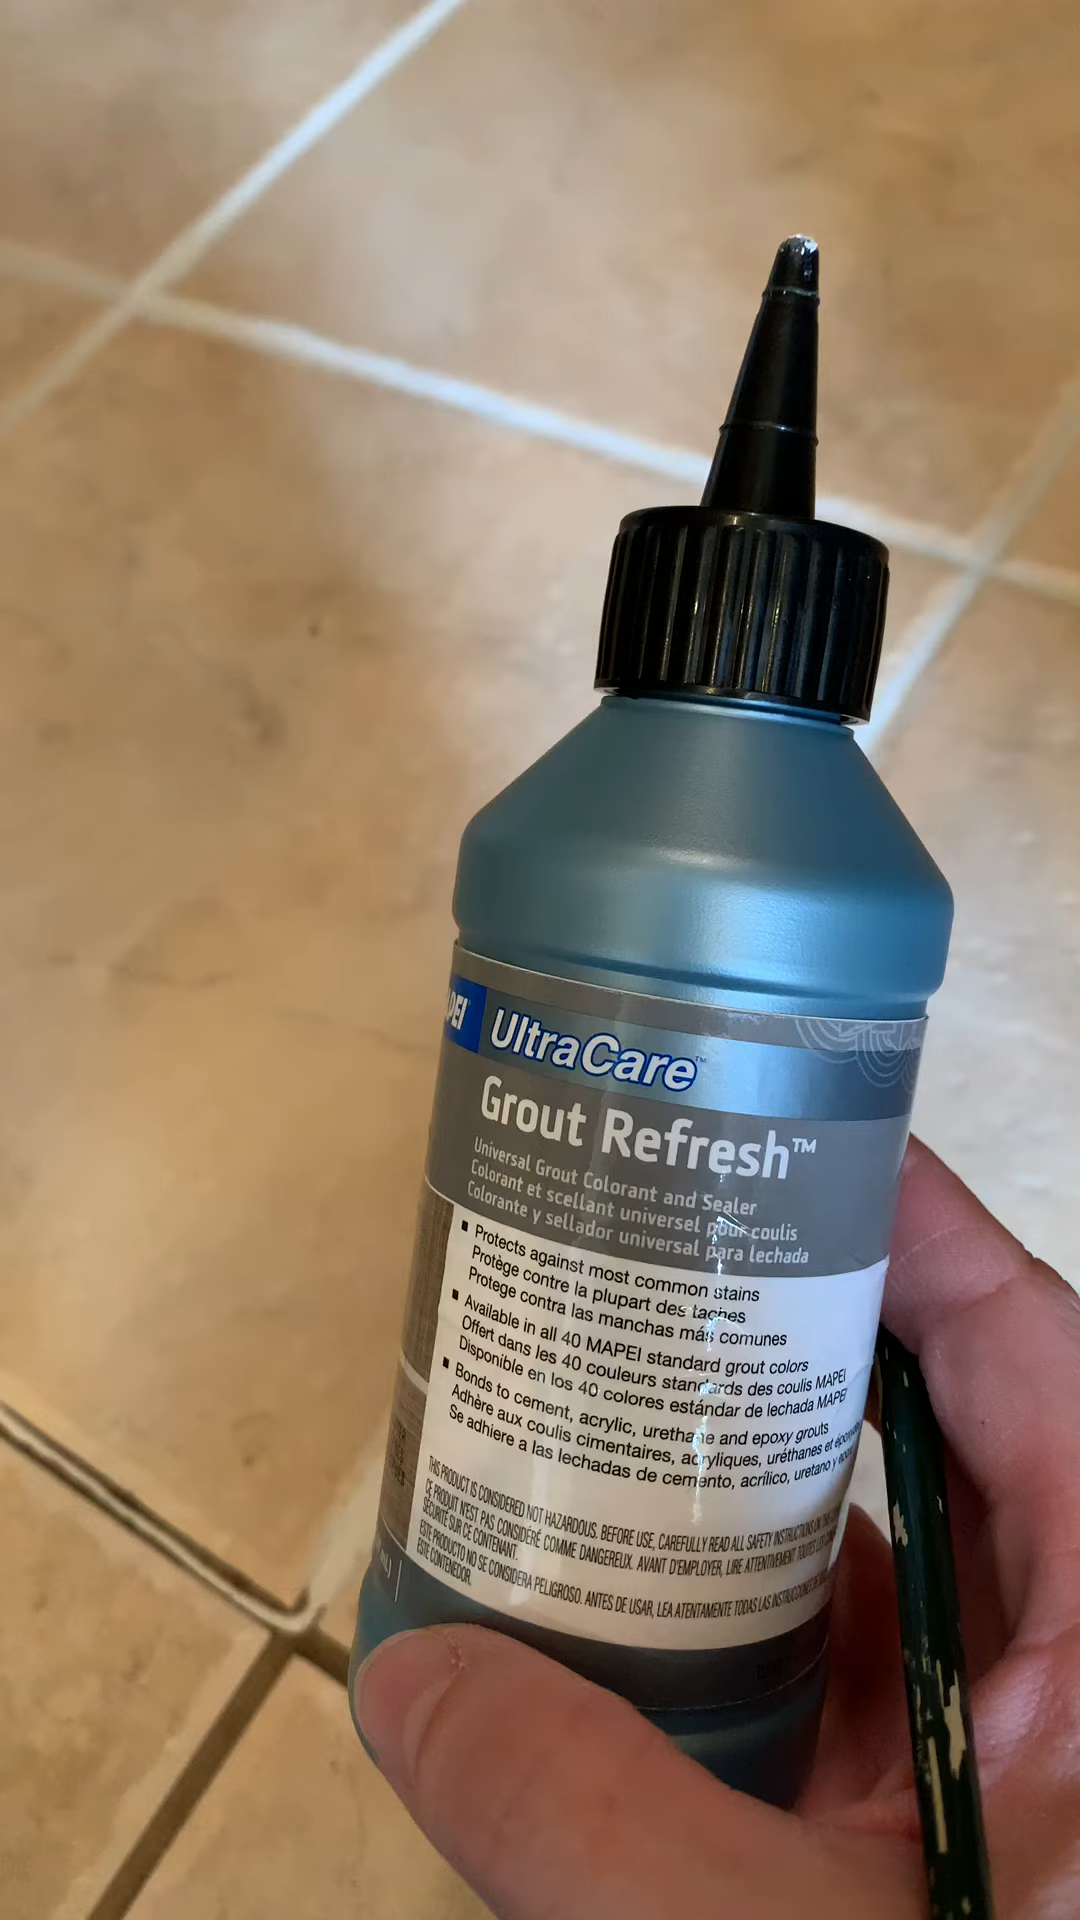 UltraCare™
Grout Refresh™
Universal Grout Colorant and Sealer
Colorant et scellant universel pour coulis
Colorante y sellador universal para lechada
▪ Protects against most common stains
Protège contre la plupart des taches
Protege contra las manchas más comunes
▪ Available in all 40 MAPEI standard grout colors
Offert dans les 40 couleurs standards des coulis MAPEI
Disponible en los 40 colores estándar de lechada MAPEI
▪ Bonds to cement, acrylic, urethane and epoxy grouts
Adhère aux coulis cimentaires, acryliques, uréthanes et
Se adhiere a las lechadas de cemento, acrílico, uretano y
THIS PRODUCT IS CONSIDERED NOT HAZARDOUS. BEFORE USE, CAREFULLY READ ALL SAFETY INSTRUCTIONS ON
CE PRODUIT N'EST PAS CONSIDÉRÉ COMME DANGEREUX. AVANT D'EMPLOYER, LIRE ATTENTIVEMENT TOUTES LES
SÉCURITÉ SUR CE CONTENANT.
ESTE PRODUCTO NO SE CONSIDERA PELIGROSO. ANTES DE USAR, LEA ATENTAMENTE TODAS LAS INSTRUCCIONES DE
ESTE CONTENEDOR.
mL)